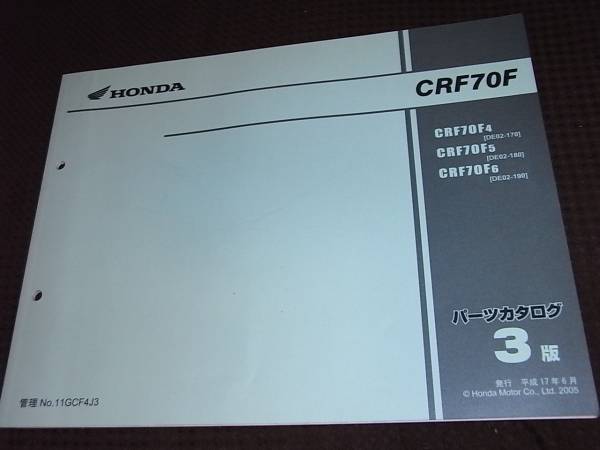 HONDA
CRF70F
CRF70F4
[DE02-170]
CRF70F5
[DE02-180]
CRF70F6
[DE02-190]
パーツカタログ
3版
発行 平成17年6月
© Honda Motor Co., Ltd. 2005
管理 No.11GCF4J3